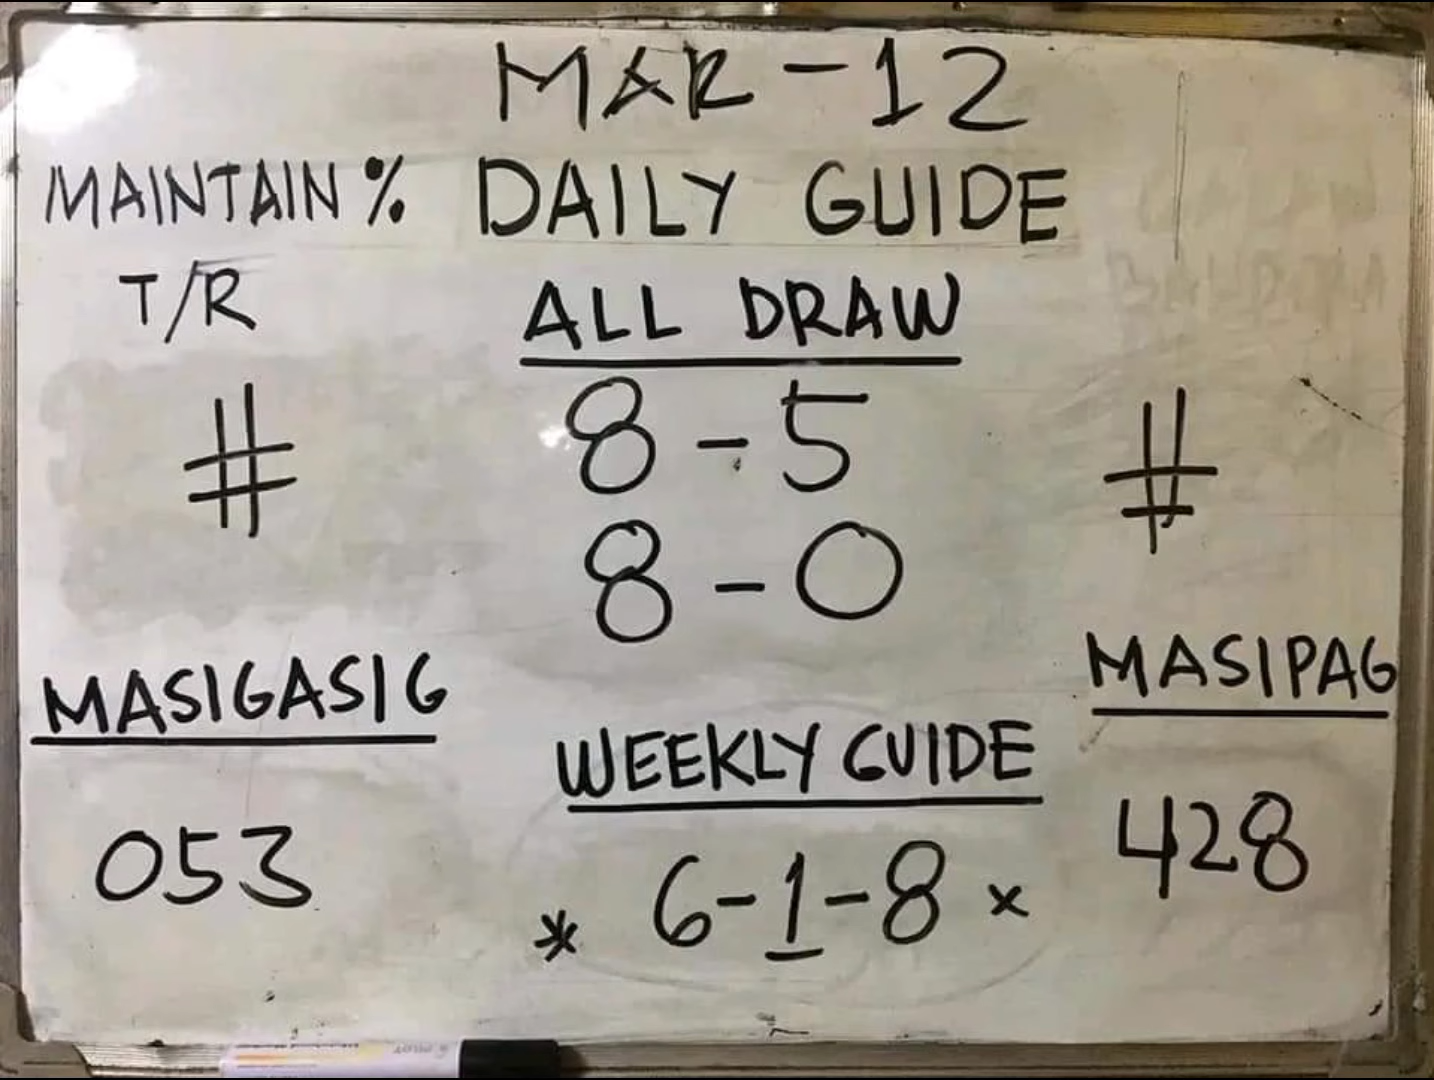 MAR-12
MAINTAIN % DAILY GUIDE
T/R
ALL DRAW
# 8-5 #
8-0
MASIGASIG
MASIPAG
WEEKLY GUIDE
053
428
* 6-1-8 ×